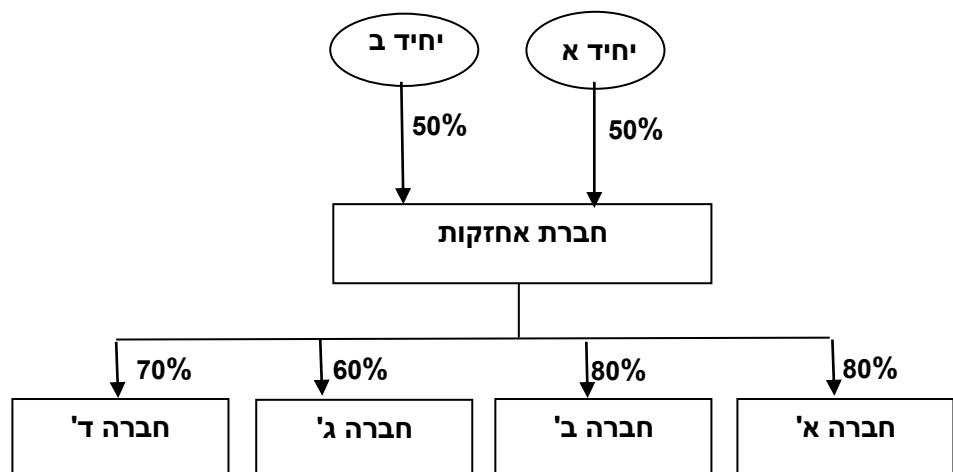 יחיד א
יחיד ב
50%
50%
חברת אחזקות
80%
80%
60%
70%
חברה א'
חברה ב'
חברה ג'
חברה ד'